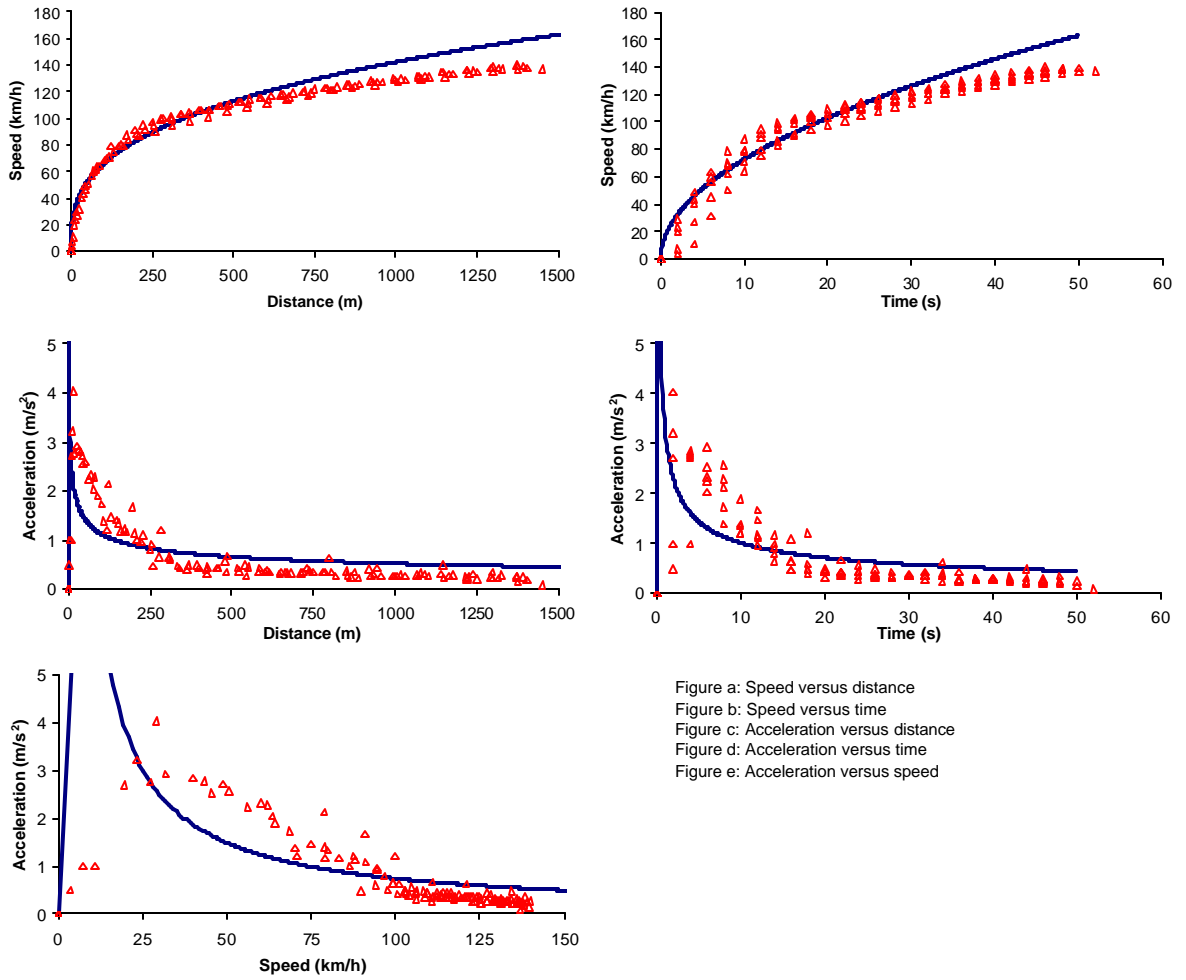 180
160
140
120
100
80
60
40
20
0
Speed (km/h)
0 250 500 750 1000 1250 1500
Distance (m)
180
160
140
120
100
80
60
40
20
0
Speed (km/h)
0 10 20 30 40 50 60
Time (s)
5
4
3
2
1
0
Acceleration (m/s²)
0 250 500 750 1000 1250 1500
Distance (m)
5
4
3
2
1
0
Acceleration (m/s²)
0 10 20 30 40 50 60
Time (s)
5
4
3
2
1
0
Acceleration (m/s²)
0 25 50 75 100 125 150
Speed (km/h)
Figure a: Speed versus distance
Figure b: Speed versus time
Figure c: Acceleration versus distance
Figure d: Acceleration versus time
Figure e: Acceleration versus speed